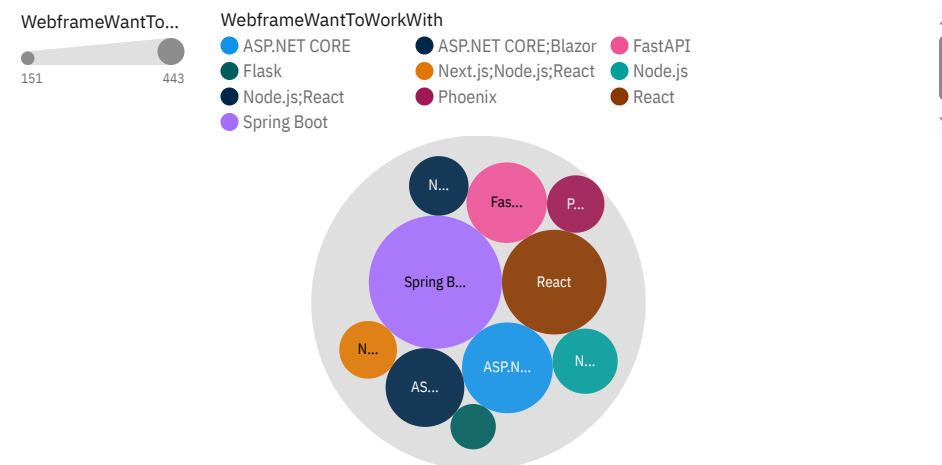 WebframeWantTo...
151 443
WebframeWantToWorkWith
ASP.NET CORE ASP.NET CORE;Blazor FastAPI
Flask Next.js;Node.js;React Node.js
Node.js;React Phoenix React
Spring Boot
N...
Fas...
P...
Spring B...
React
N...
ASP.N...
N...
AS...